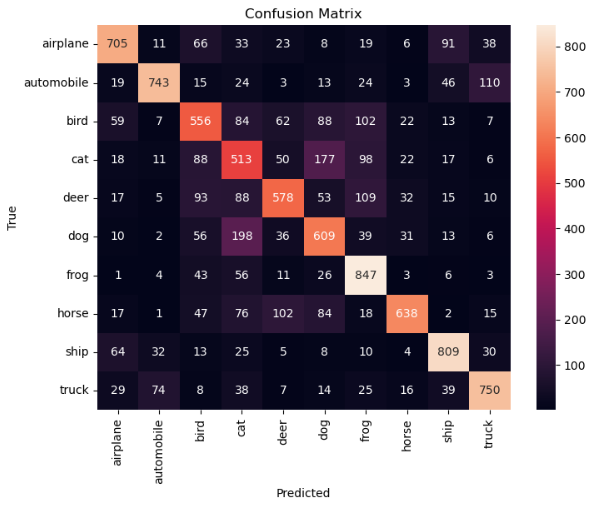 Confusion Matrix
airplane 705 11 66 33 23 8 19 6 91 38
automobile 19 743 15 24 3 13 24 3 46 110
bird 59 7 556 84 62 88 102 22 13 7
cat 18 11 88 513 50 177 98 22 17 6
deer 17 5 93 88 578 53 109 32 15 10
dog 10 2 56 198 36 609 39 31 13 6
frog 1 4 43 56 11 26 847 3 6 3
horse 17 1 47 76 102 84 18 638 2 15
ship 64 32 13 25 5 8 10 4 809 30
truck 29 74 8 38 7 14 25 16 39 750
True
airplane automobile bird cat deer dog frog horse ship truck
Predicted
800
700
600
500
400
300
200
100